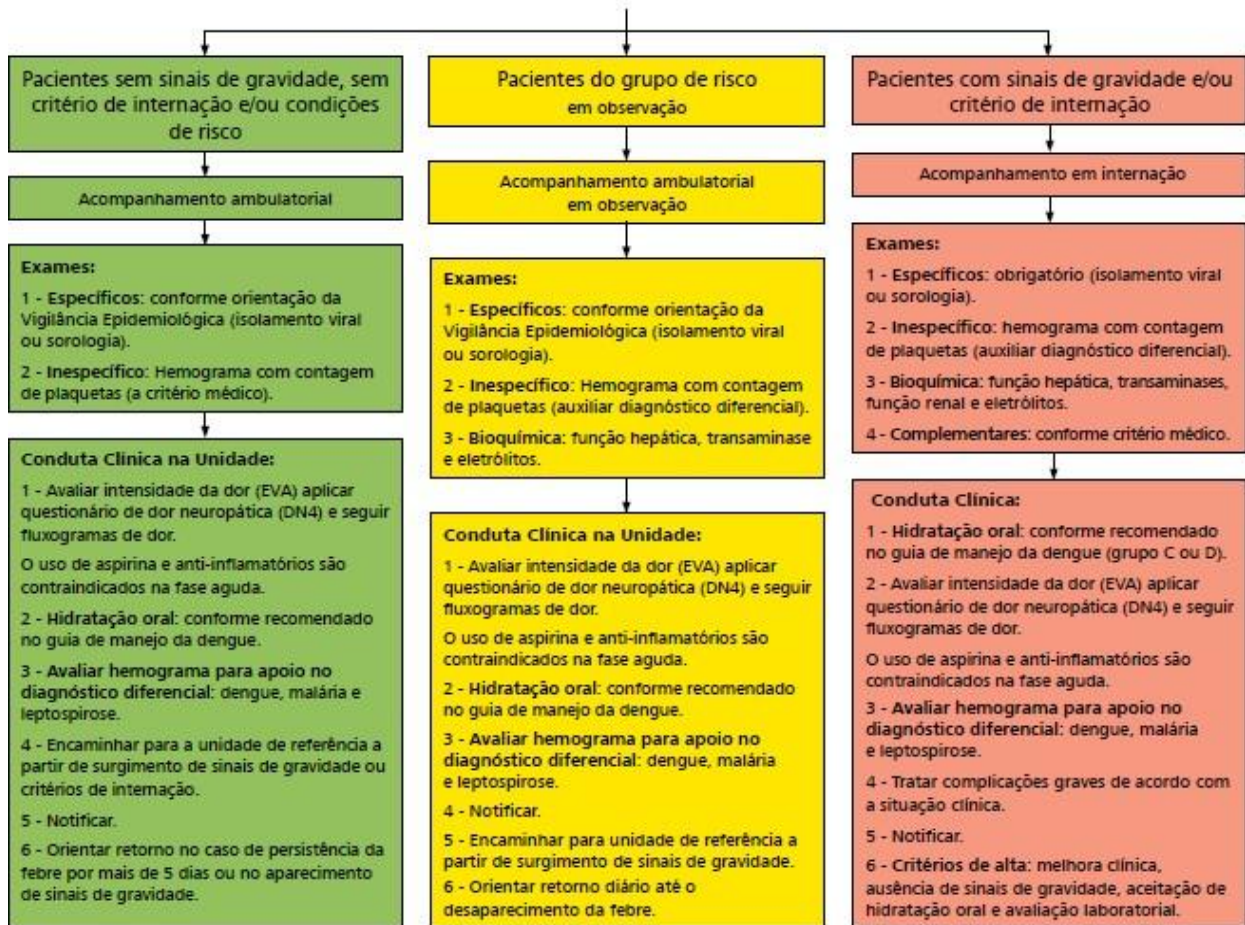 Pacientes sem sinais de gravidade, sem
critério de internação e/ou condições
de risco
Acompanhamento ambulatorial
Exames:
1 - Específicos: conforme orientação da
Vigilância Epidemiológica (isolamento viral
ou sorologia).
2 - Inespecífico: Hemograma com contagem
de plaquetas (a critério médico).
Conduta Clínica na Unidade:
1 - Avaliar intensidade da dor (EVA) aplicar
questionário de dor neuropática (DN4) e seguir
fluxogramas de dor.
O uso de aspirina e anti-inflamatórios são
contraindicados na fase aguda.
2 - Hidratação oral: conforme recomendado
no guia de manejo da dengue.
3 - Avaliar hemograma para apoio no
diagnóstico diferencial: dengue, malária e
leptospirose.
4 - Encaminhar para a unidade de referência a
partir de surgimento de sinais de gravidade ou
critérios de internação.
5 - Notificar.
6 - Orientar retorno no caso de persistência da
febre por mais de 5 dias ou no aparecimento
de sinais de gravidade.
Pacientes do grupo de risco
em observação
Acompanhamento ambulatorial
em observação
Exames:
1 - Específicos: conforme orientação da
Vigilância Epidemiológica (isolamento viral
ou sorologia).
2 - Inespecífico: Hemograma com contagem
de plaquetas (auxiliar diagnóstico diferencial).
3 - Bioquímica: função hepática, transaminase
e eletrólitos.
Conduta Clínica na Unidade:
1 - Avaliar intensidade da dor (EVA) aplicar
questionário de dor neuropática (DN4) e seguir
fluxogramas de dor.
O uso de aspirina e anti-inflamatórios são
contraindicados na fase aguda.
2 - Hidratação oral: conforme recomendado
no guia de manejo da dengue.
3 - Avaliar hemograma para apoio no
diagnóstico diferencial: dengue, malária
e leptospirose.
4 - Notificar.
5 - Encaminhar para unidade de referência a
partir de surgimento de sinais de gravidade.
6 - Orientar retorno diário até o
desaparecimento da febre.
Pacientes com sinais de gravidade e/ou
critério de internação
Acompanhamento em internação
Exames:
1 - Específicos: obrigatório (isolamento viral
ou sorologia).
2 - Inespecífico: hemograma com contagem
de plaquetas (auxiliar diagnóstico diferencial).
3 - Bioquímica: função hepática, transaminases,
função renal e eletrólitos.
4 - Complementares: conforme critério médico.
Conduta Clínica:
1 - Hidratação oral: conforme recomendado
no guia de manejo da dengue (grupo C ou D).
2 - Avaliar intensidade da dor (EVA) aplicar
questionário de dor neuropática (DN4) e seguir
fluxogramas de dor.
O uso de aspirina e anti-inflamatórios são
contraindicados na fase aguda.
3 - Avaliar hemograma para apoio no
diagnóstico diferencial: dengue, malária
e leptospirose.
4 - Tratar complicações graves de acordo com
a situação clínica.
5 - Notificar.
6 - Critérios de alta: melhora clínica,
ausência de sinais de gravidade, aceitação de
hidratação oral e avaliação laboratorial.